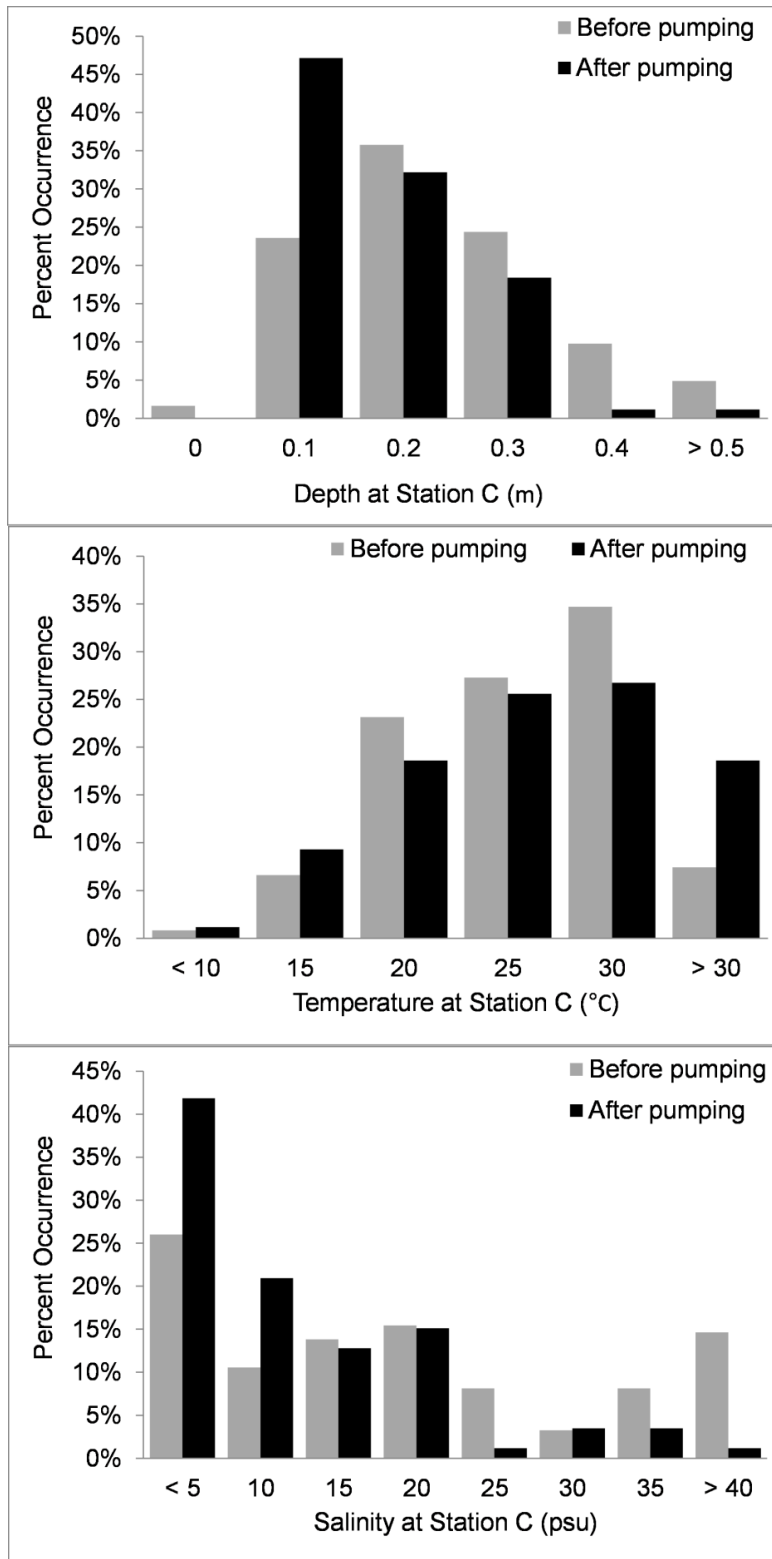 50%
45%
40%
35%
30%
25%
20%
15%
10%
5%
0%
Percent Occurrence
Before pumping
After pumping
0 0.1 0.2 0.3 0.4 > 0.5
Depth at Station C (m)
40%
35%
30%
25%
20%
15%
10%
5%
0%
Percent Occurrence
Before pumping After pumping
< 10 15 20 25 30 > 30
Temperature at Station C (°C)
45%
40%
35%
30%
25%
20%
15%
10%
5%
0%
Percent Occurrence
Before pumping
After pumping
< 5 10 15 20 25 30 35 > 40
Salinity at Station C (psu)